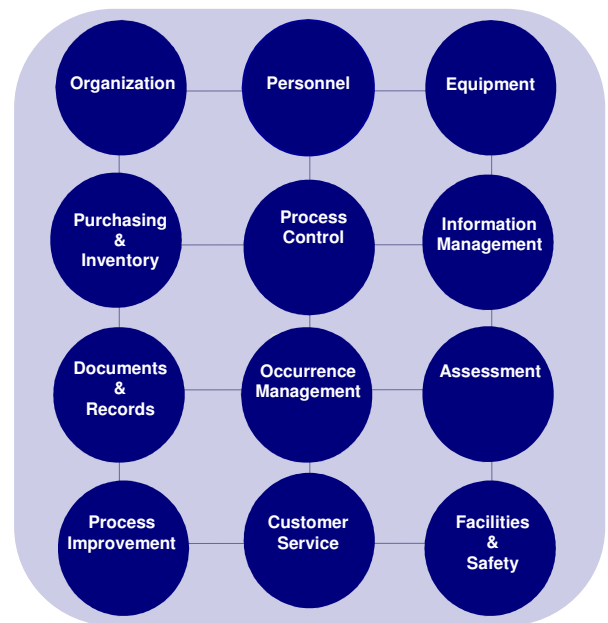 Organization
Personnel
Equipment
Purchasing
&
Inventory
Process
Control
Information
Management
Documents
&
Records
Occurrence
Management
Assessment
Process
Improvement
Customer
Service
Facilities
&
Safety